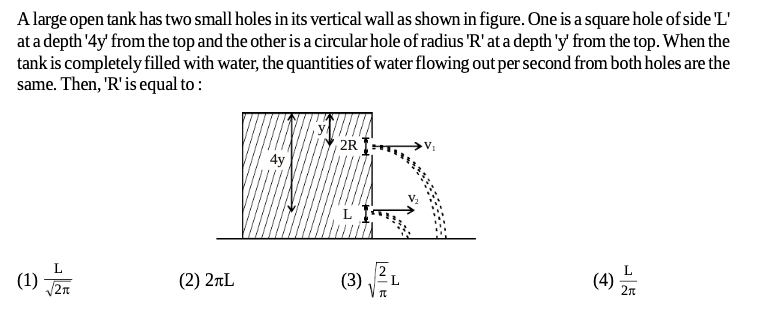 A large open tank has two small holes in its vertical wall as shown in figure. One is a square hole of side 'L'
at a depth '4y' from the top and the other is a circular hole of radius 'R' at a depth 'y' from the top. When the
tank is completely filled with water, the quantities of water flowing out per second from both holes are the
same. Then, 'R' is equal to :
y
2R
V₁
4y
V₂
L
(1) L/√2π (2) 2πL (3) √(2/π) L (4) L/2π